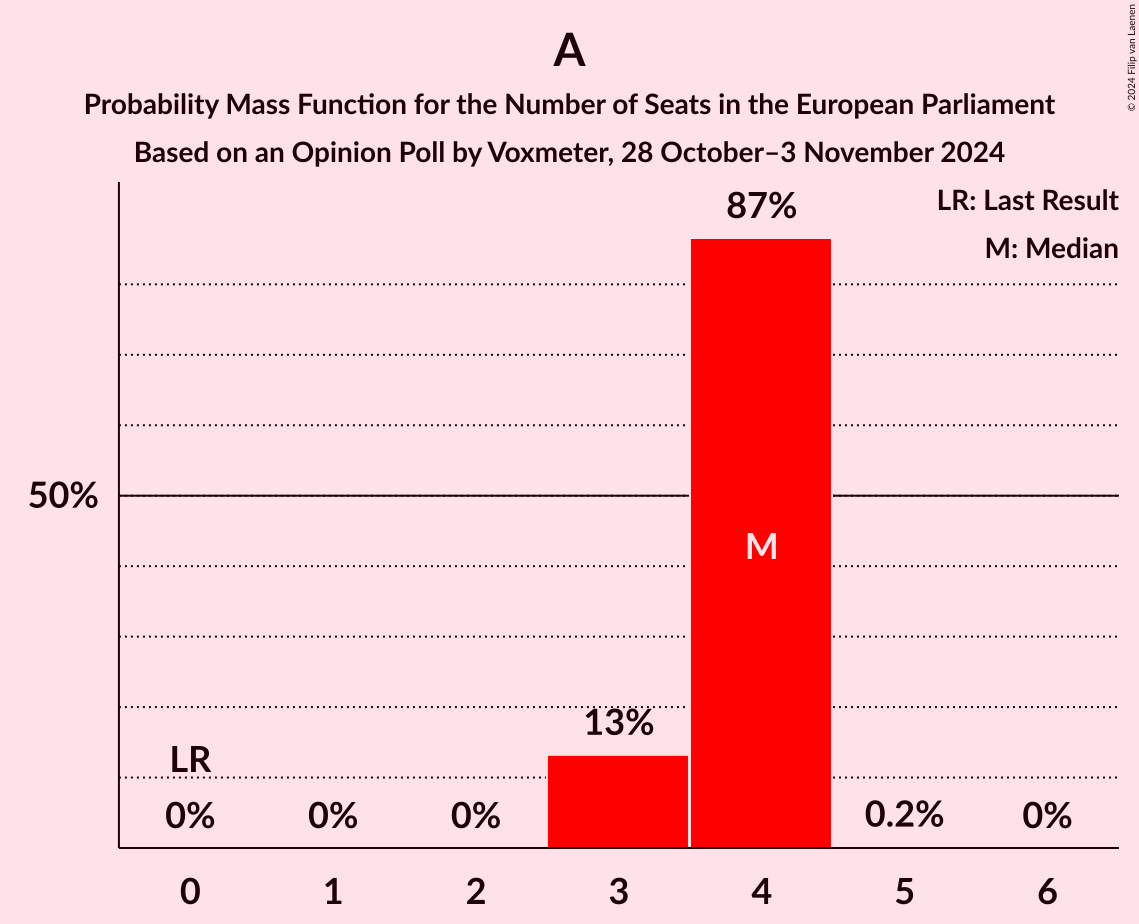 A
Probability Mass Function for the Number of Seats in the European Parliament
Based on an Opinion Poll by Voxmeter, 28 October–3 November 2024
© 2024 Filip van Laenen
LR: Last Result
M: Median
87%
50%
M
13%
LR
0%
0%
0%
0.2%
0%
0
1
2
3
4
5
6